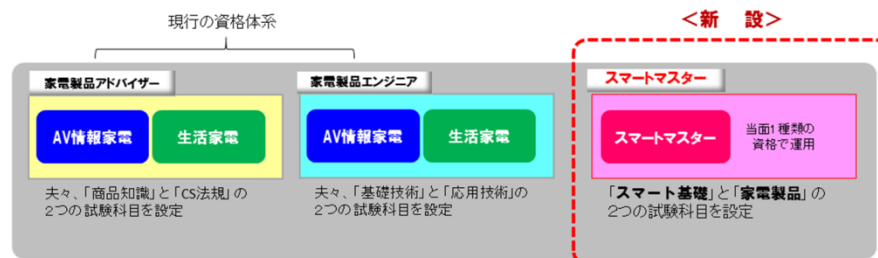 現行の資格体系
＜新　設＞
家電製品アドバイザー
AV情報家電
生活家電
夫々、「商品知識」と「CS法規」の
2つの試験科目を設定
家電製品エンジニア
AV情報家電
生活家電
夫々、「基礎技術」と「応用技術」の
2つの試験科目を設定
スマートマスター
スマートマスター
当面1種類の
資格で運用
「スマート基礎」と「家電製品」の
2つの試験科目を設定